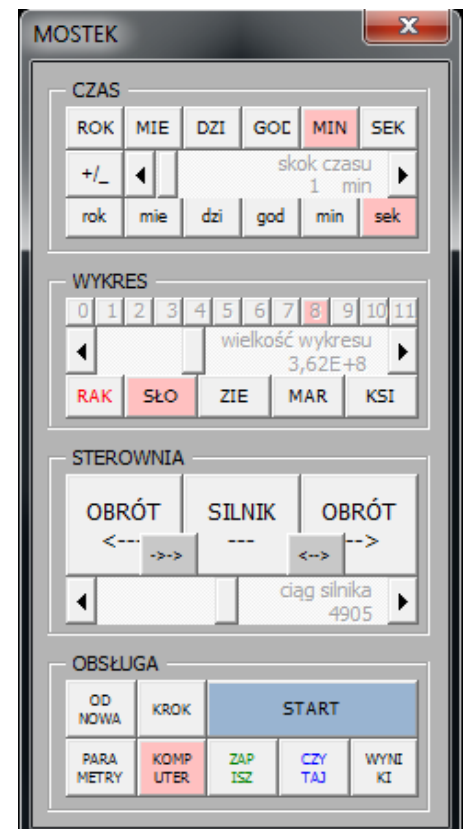 MOSTEK X
CZAS
ROK MIE DZI GOD MIN SEK
+/_ skok czasu
1 min
rok mie dzi god min sek
WYKRES
0 1 2 3 4 5 6 7 8 9 10 11
wielkość wykresu
3,62E+8
RAK SŁO ZIE MAR KSI
STEROWNIA
OBRÓT SILNIK OBRÓT
<--- --- -->
->-> <-->
ciąg silnika
4905
OBSŁUGA
OD
NOWA KROK START
PARA
METRY
KOMP
UTER
ZAP
ISZ
CZY
TAJ
WYNI
KI